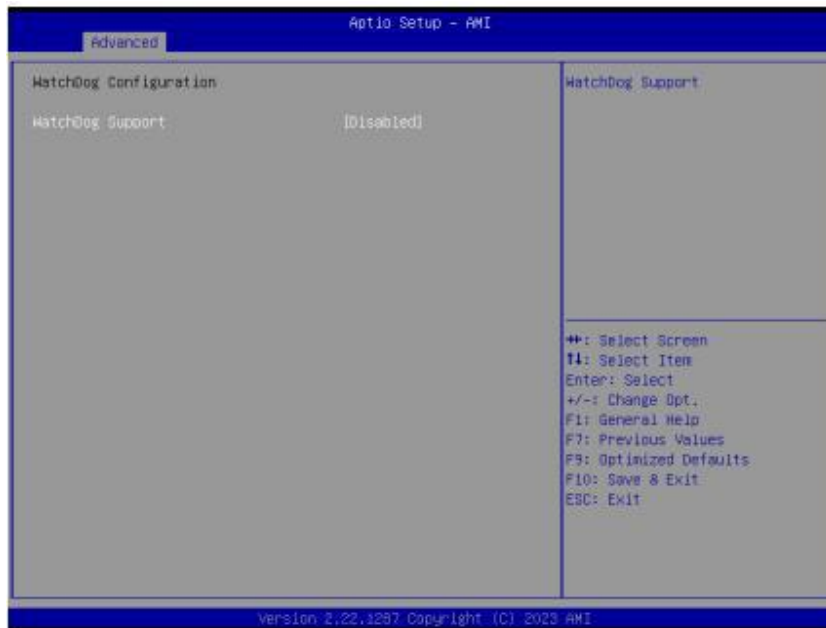 Aptio Setup - AMI
Advanced
WatchDog Configuration
WatchDog Support [Disabled]
WatchDog Support
→←: Select Screen
↑↓: Select Item
Enter: Select
+/-: Change Opt.
F1: General Help
F7: Previous Values
F9: Optimized Defaults
F10: Save & Exit
ESC: Exit
Version 2.22.1287 Copyright (C) 2023 AMI